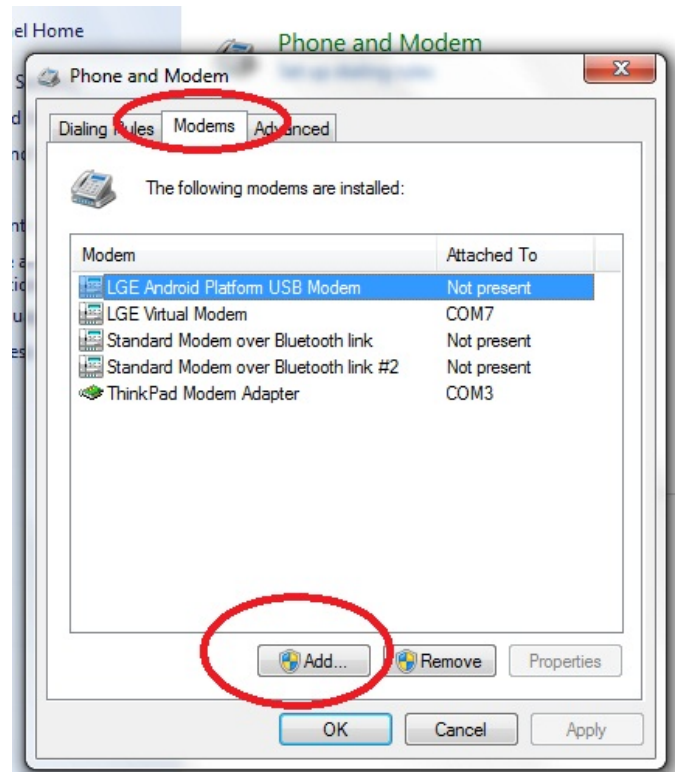 el Home
Phone and Modem
Phone and Modem
Dialing Rules Modems Advanced
The following modems are installed:
Modem Attached To
LGE Android Platform USB Modem Not present
LGE Virtual Modem COM7
Standard Modem over Bluetooth link Not present
Standard Modem over Bluetooth link #2 Not present
ThinkPad Modem Adapter COM3
Add... Remove Properties
OK Cancel Apply